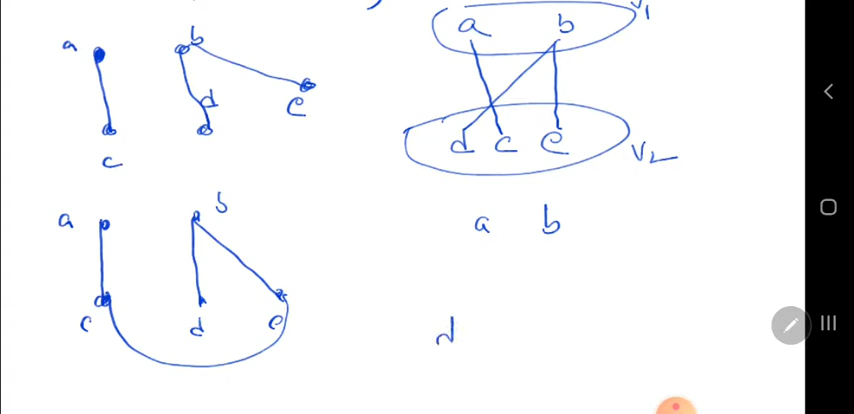 V1
a b a b
d e
c d c e V2
b
a a b
c d e
d